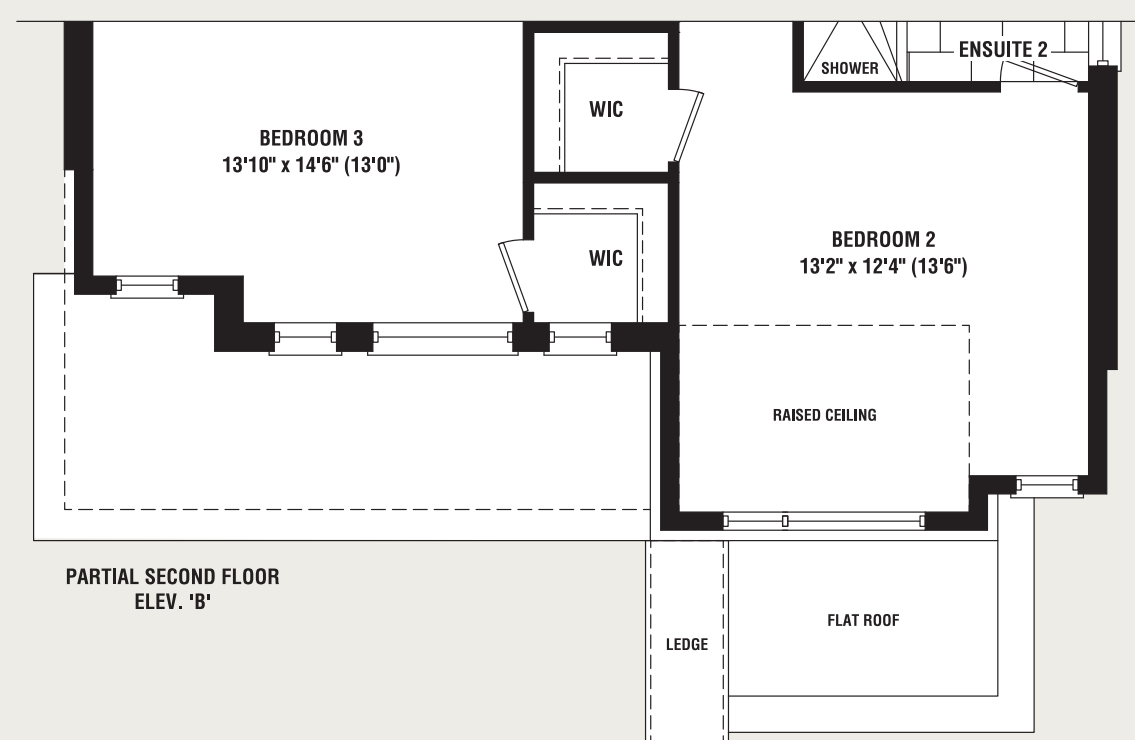 ENSUITE 2
SHOWER
WIC
BEDROOM 3
13'10" x 14'6" (13'0")
BEDROOM 2
13'2" x 12'4" (13'6")
WIC
RAISED CEILING
PARTIAL SECOND FLOOR
ELEV. 'B'
FLAT ROOF
LEDGE